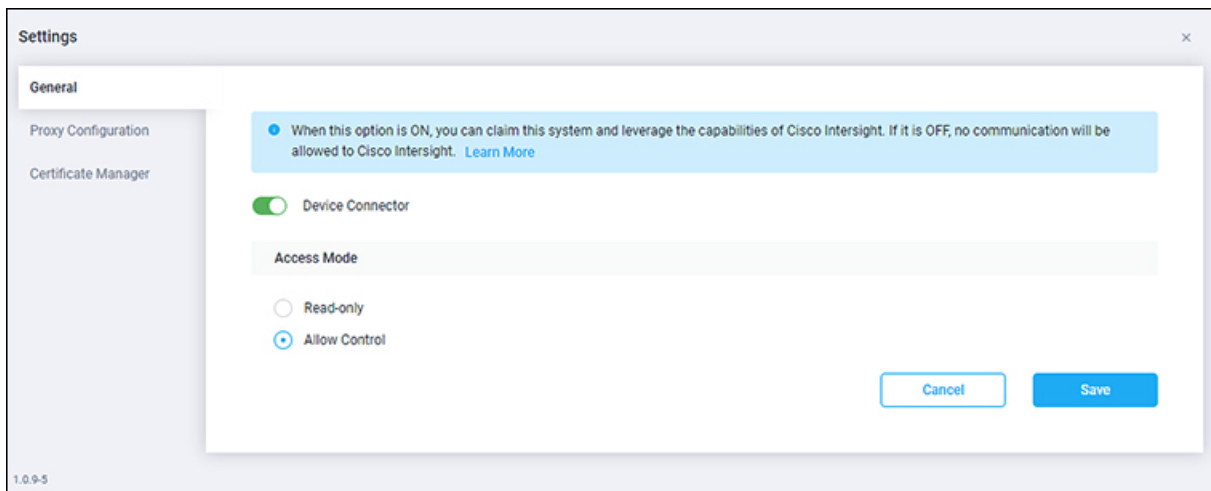 Settings
×
General
Proxy Configuration
Certificate Manager
When this option is ON, you can claim this system and leverage the capabilities of Cisco Intersight. If it is OFF, no communication will be
allowed to Cisco Intersight. Learn More
Device Connector
Access Mode
Read-only
Allow Control
Cancel
Save
1.0.9-5